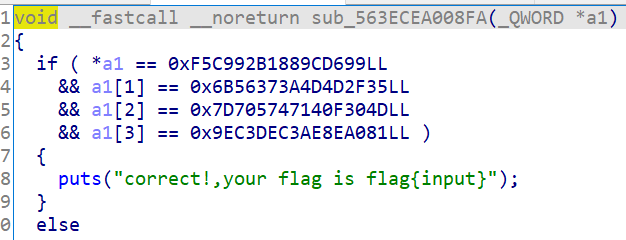 1 void __fastcall __noreturn sub_563ECEA008FA(_QWORD *a1)
2 {
3 if ( *a1 == 0xF5C992B1889CD699LL
4 && a1[1] == 0x6B56373A4D4D2F35LL
5 && a1[2] == 0x7D705747140F304DLL
6 && a1[3] == 0x9EC3DEC3AE8EA081LL )
7 {
8 puts("correct!,your flag is flag{input}");
9 }
0 else